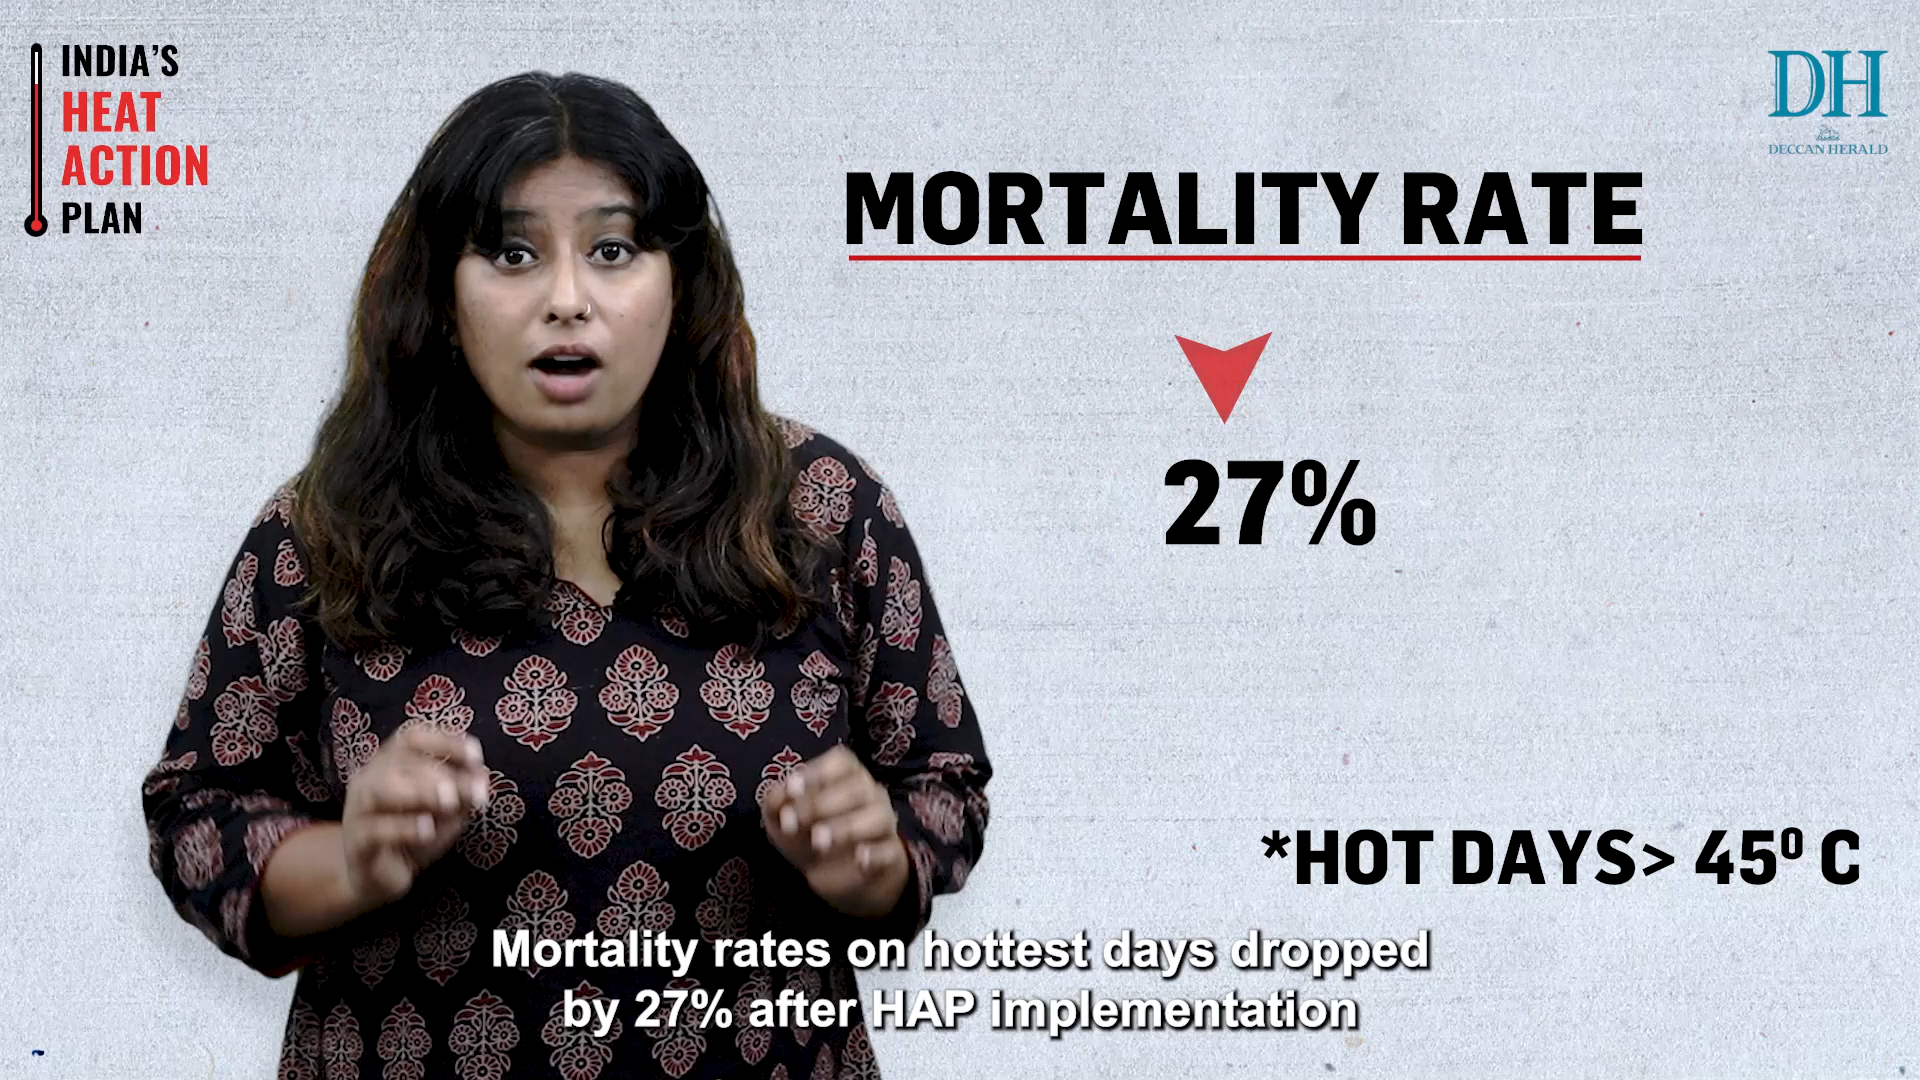 INDIA'S
HEAT
ACTION
PLAN
DH
DECCAN HERALD
MORTALITY RATE
27%
*HOT DAYS> 45⁰ C
Mortality rates on hottest days dropped
by 27% after HAP implementation